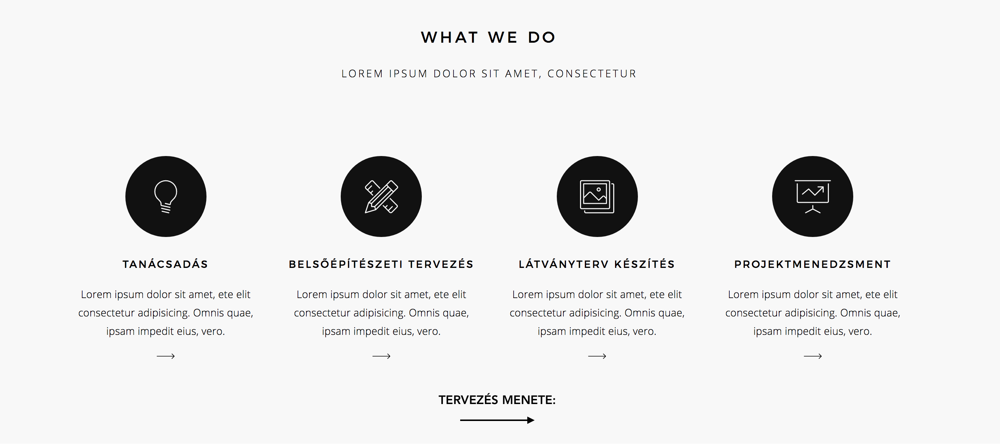 WHAT WE DO
LOREM IPSUM DOLOR SIT AMET, CONSECTETUR
TANÁCSADÁS
Lorem ipsum dolor sit amet, ete elit
consectetur adipisicing. Omnis quae,
ipsam impedit eius, vero.
BELSŐÉPÍTÉSZETI TERVEZÉS
Lorem ipsum dolor sit amet, ete elit
consectetur adipisicing. Omnis quae,
ipsam impedit eius, vero.
LÁTVÁNYTERV KÉSZÍTÉS
Lorem ipsum dolor sit amet, ete elit
consectetur adipisicing. Omnis quae,
ipsam impedit eius, vero.
PROJEKTMENEDZSMENT
Lorem ipsum dolor sit amet, ete elit
consectetur adipisicing. Omnis quae,
ipsam impedit eius, vero.
TERVEZÉS MENETE: